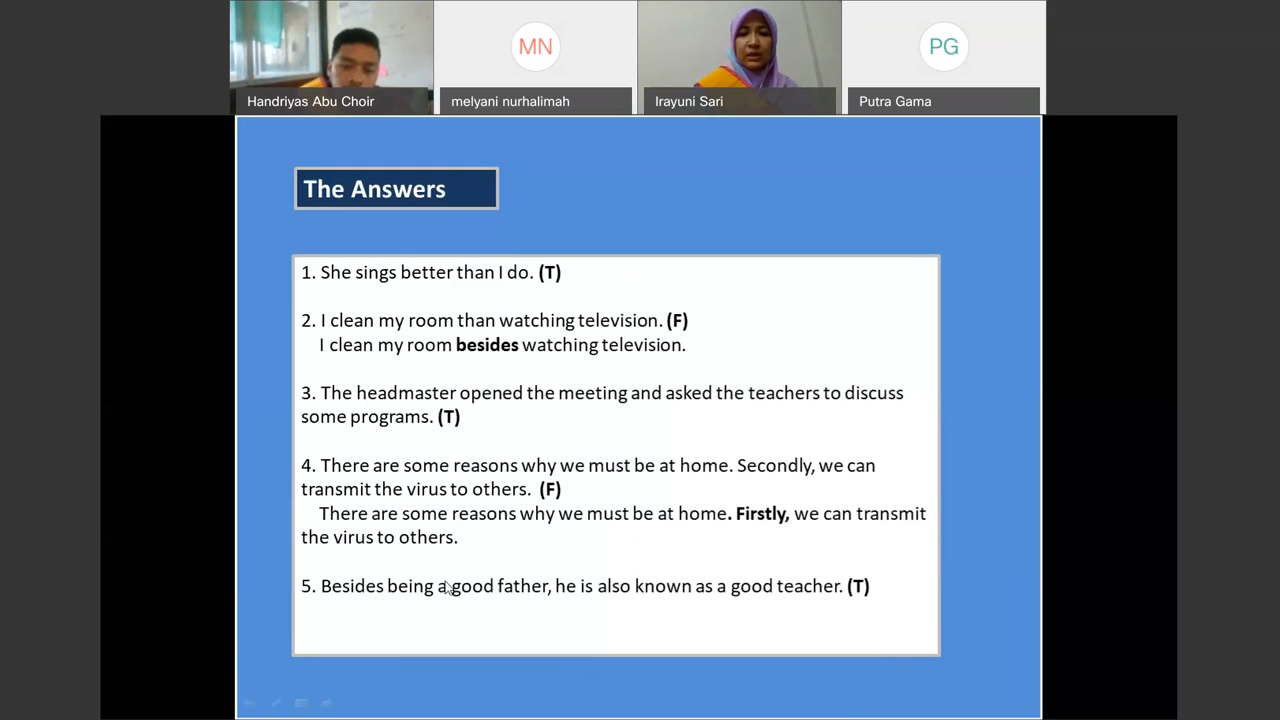 MN
PG
Handriyas Abu Choir
melyani nurhalimah
Irayuni Sari
Putra Gama
The Answers
1. She sings better than I do. (T)
2. I clean my room than watching television. (F)
I clean my room besides watching television.
3. The headmaster opened the meeting and asked the teachers to discuss
some programs. (T)
4. There are some reasons why we must be at home. Secondly, we can
transmit the virus to others. (F)
There are some reasons why we must be at home. Firstly, we can transmit
the virus to others.
5. Besides being a good father, he is also known as a good teacher. (T)